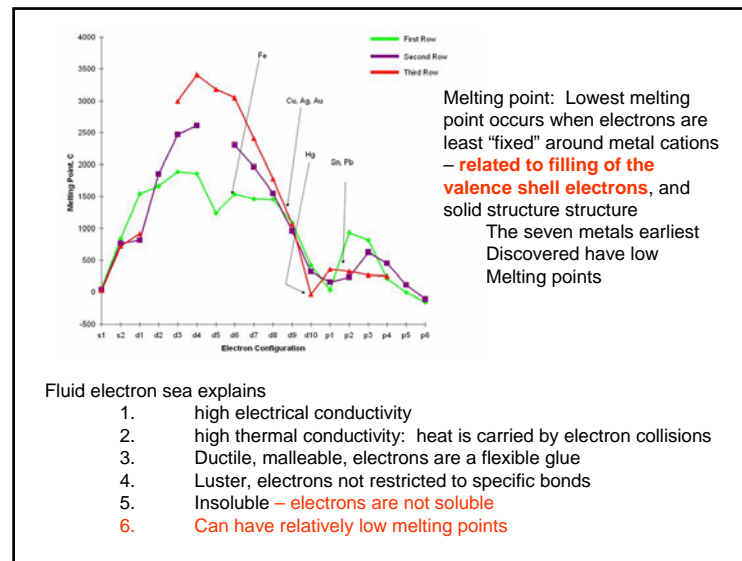 4000
3500
3000
2500
2000
1500
1000
500
0
-500
Melting Point, C
s1 s2 d1 d2 d3 d4 d5 d6 d7 d8 d9 d10 p1 p2 p3 p4 p5 p6
Electron Configuration
First Row
Second Row
Third Row
Fe
Cu, Ag, Au
Hg
Sn, Pb
Melting point: Lowest melting
point occurs when electrons are
least “fixed” around metal cations
– related to filling of the
valence shell electrons, and
solid structure structure
The seven metals earliest
Discovered have low
Melting points
Fluid electron sea explains
1. high electrical conductivity
2. high thermal conductivity: heat is carried by electron collisions
3. Ductile, malleable, electrons are a flexible glue
4. Luster, electrons not restricted to specific bonds
5. Insoluble – electrons are not soluble
6. Can have relatively low melting points